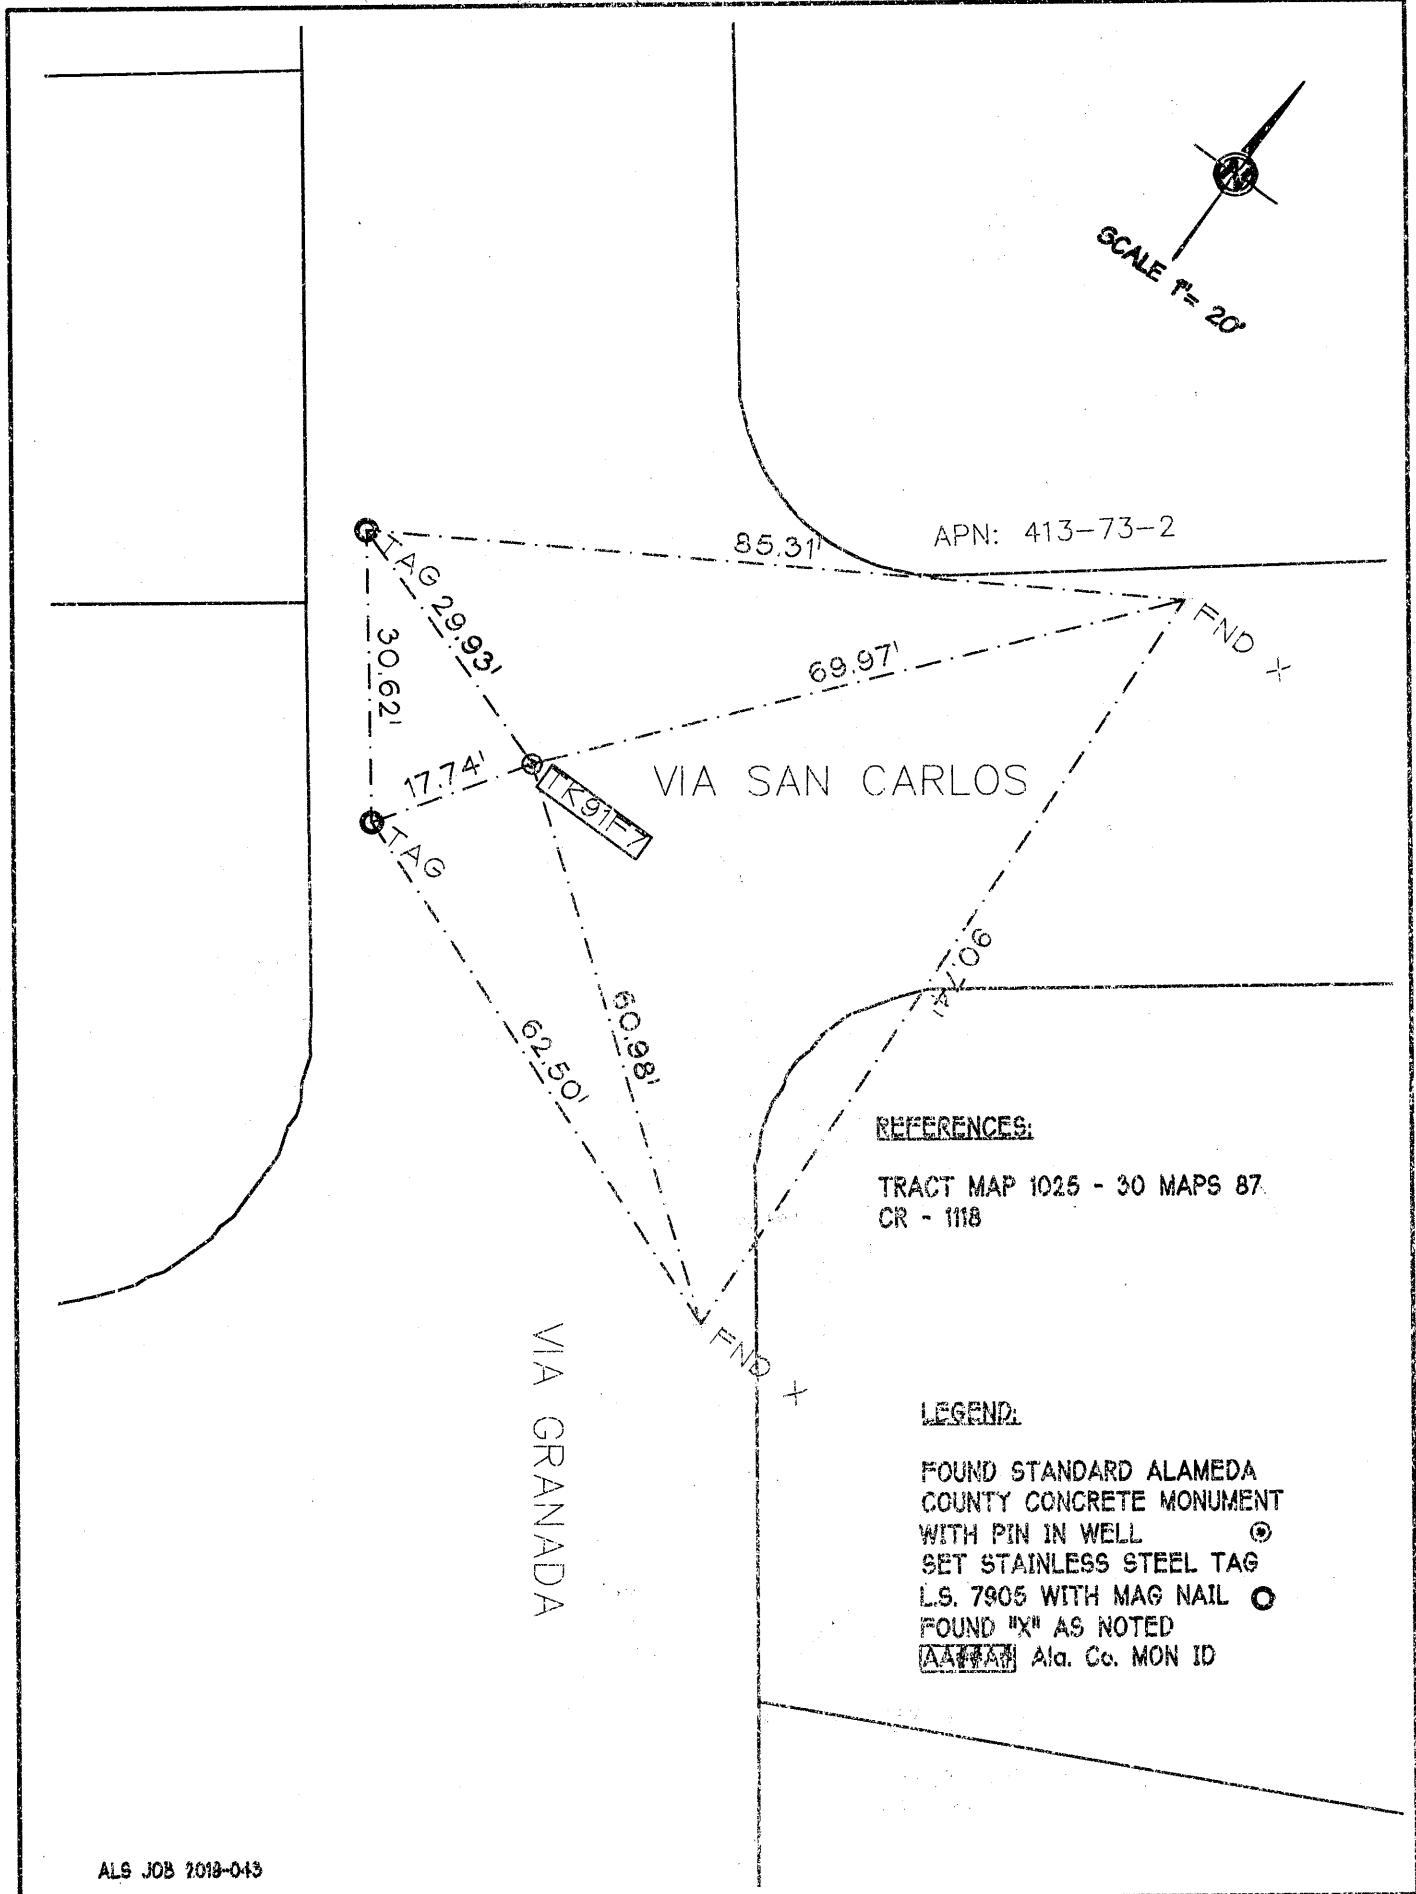 SCALE 1"= 20'
APN: 413-73-2
85.31'
TAG
29.93'
FND X
30.62'
69.97'
17.74'
VIA SAN CARLOS
TK91F7
TAG
90.74'
60.98'
62.50'
REFERENCES:
TRACT MAP 1025 - 30 MAPS 87
CR - 1118
FND X
VIA GRANADA
LEGEND:
FOUND STANDARD ALAMEDA
COUNTY CONCRETE MONUMENT
WITH PIN IN WELL
SET STAINLESS STEEL TAG
L.S. 7905 WITH MAG NAIL
FOUND "X" AS NOTED
Ala. Co. MON ID
ALS JOB 2018-043